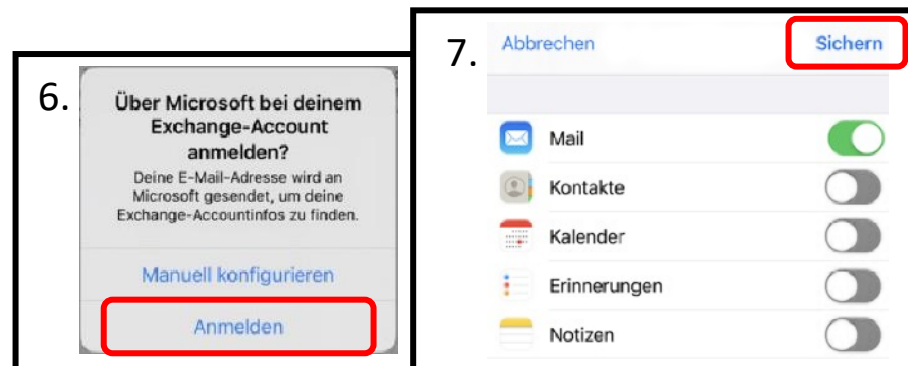 6.
Über Microsoft bei deinem
Exchange-Account
anmelden?
Deine E-Mail-Adresse wird an
Microsoft gesendet, um deine
Exchange-Accountinfos zu finden.
Manuell konfigurieren
Anmelden
7.
Abbrechen
Sichern
Mail
Kontakte
Kalender
Erinnerungen
Notizen